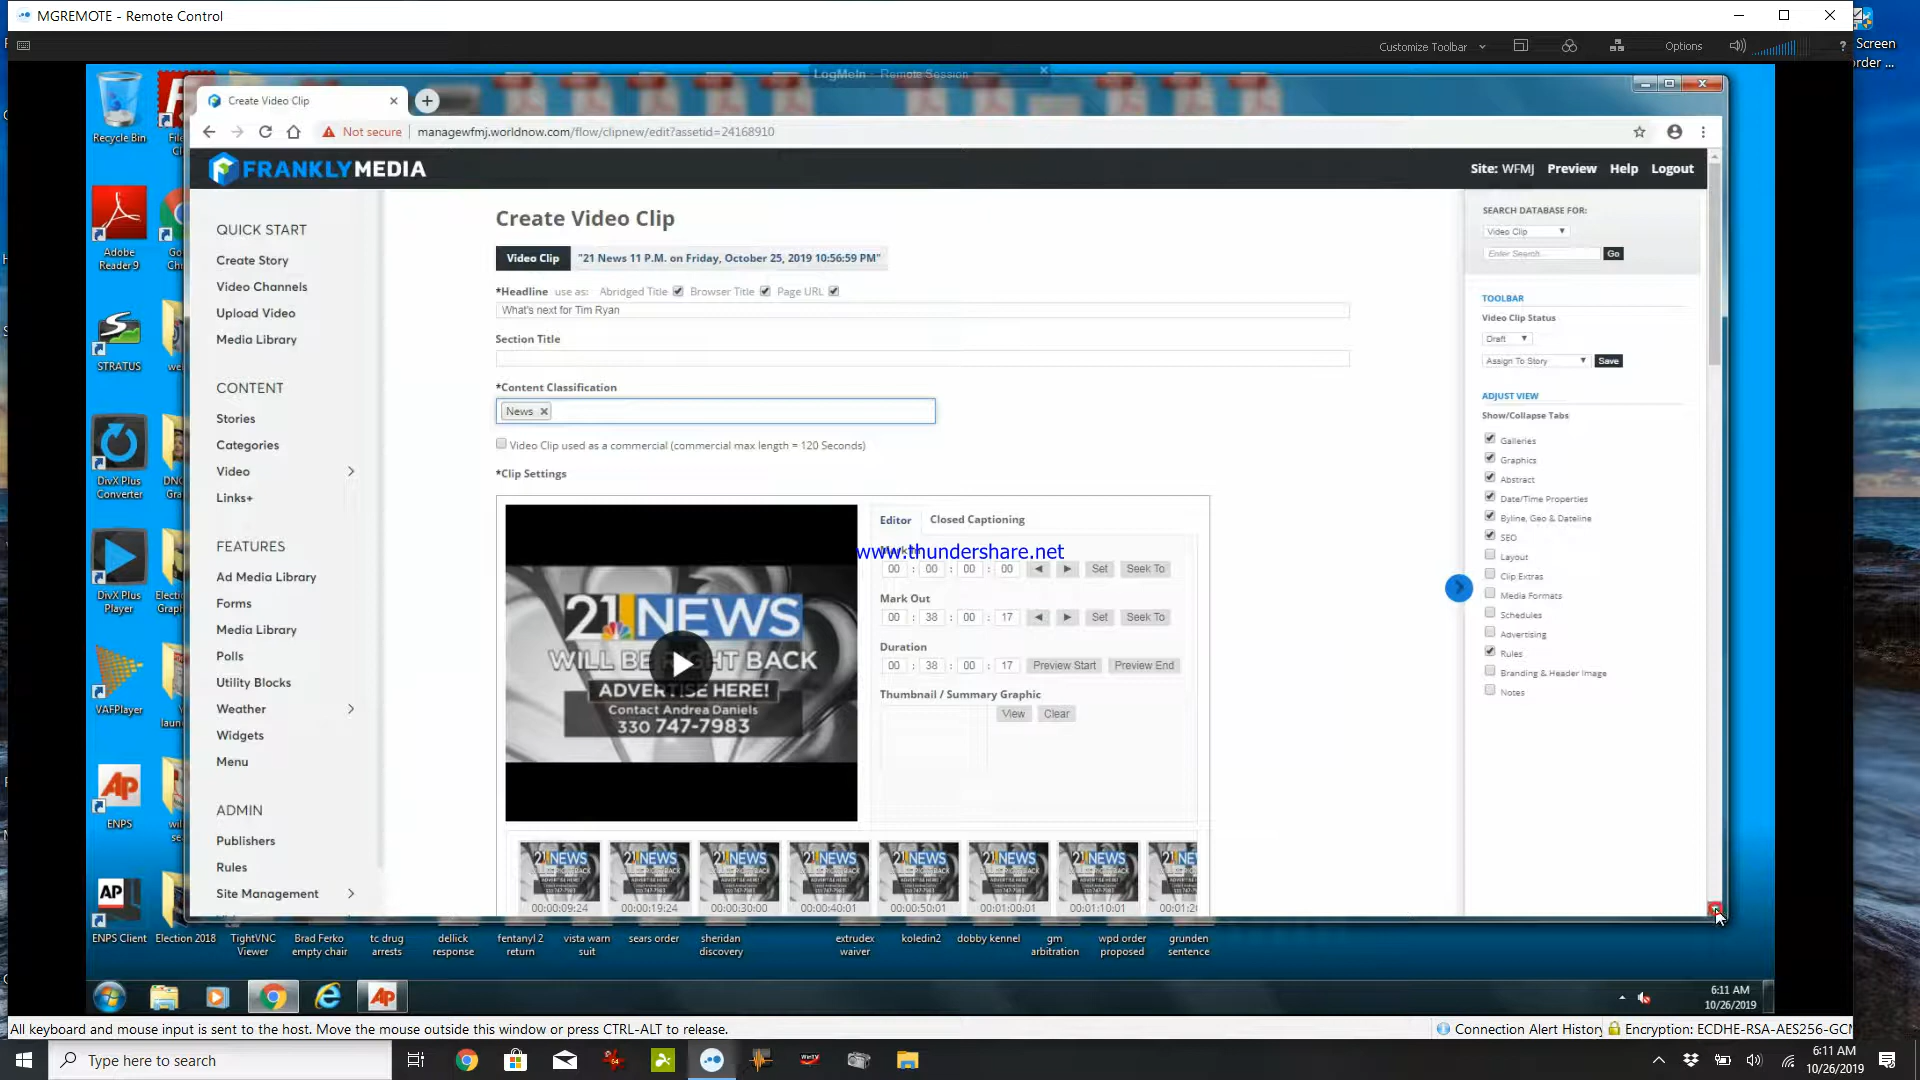 MGREMOTE - Remote Control
Customize Toolbar
Options
?
Screen
LogMeIn - Remote Session
Create Video Clip
Not secure
managewfmj.worldnow.com/flow/clipnew/edit?assetid=24168910
FRANKLYMEDIA
Site: WFMJ Preview Help Logout
QUICK START
Create Story
Video Channels
Upload Video
Media Library
CONTENT
Stories
Categories
Video
Links+
FEATURES
Ad Media Library
Forms
Media Library
Polls
Utility Blocks
Weather
Widgets
Menu
ADMIN
Publishers
Rules
Site Management
Create Video Clip
Video Clip "21 News 11 P.M. on Friday, October 25, 2019 10:56:59 PM"
*Headline use as: Abridged Title Browser Title Page URL
What's next for Tim Ryan
Section Title
*Content Classification
News
Video Clip used as a commercial (commercial max length = 120 Seconds)
*Clip Settings
21 NEWS
WILL BE RIGHT BACK
ADVERTISE HERE!
Contact Andrea Daniels
330 747-7983
Editor Closed Captioning
www.thundershare.net
00 : 00 : 00 : 00 Set Seek To
Mark Out
00 : 38 : 00 : 17 Set Seek To
Duration
00 : 38 : 00 : 17 Preview Start Preview End
Thumbnail / Summary Graphic
View Clear
00:00:09:24 00:00:19:24 00:00:30:00 00:00:40:01 00:00:50:01 00:01:00:01 00:01:10:01
SEARCH DATABASE FOR:
Video Clip
Enter Search... Go
TOOLBAR
Video Clip Status
Draft
Assign To Story Save
ADJUST VIEW
Show/Collapse Tabs
Galleries
Graphics
Abstract
Date/Time Properties
Byline, Geo & Dateline
SEO
Layout
Clip Extras
Media Formats
Schedules
Advertising
Rules
Branding & Header Image
Notes
Recycle Bin
Adobe
Reader 9
STRATUS
DivX Plus
Converter
DivX Plus
Player
VAFPlayer
ENPS
ENPS Client
Election 2018
TightVNC
Viewer
Brad Ferko
empty chair
tc drug
arrests
dellick
response
fentanyl 2
return
vista warn
suit
sears order
sheridan
discovery
extrudex
waiver
koledin2
dobby kennel
gm
arbitration
wpd order
proposed
grunden
sentence
6:11 AM
10/26/2019
All keyboard and mouse input is sent to the host. Move the mouse outside this window or press CTRL-ALT to release.
Connection Alert History
Encryption: ECDHE-RSA-AES256-GCM
Type here to search
6:11 AM
10/26/2019